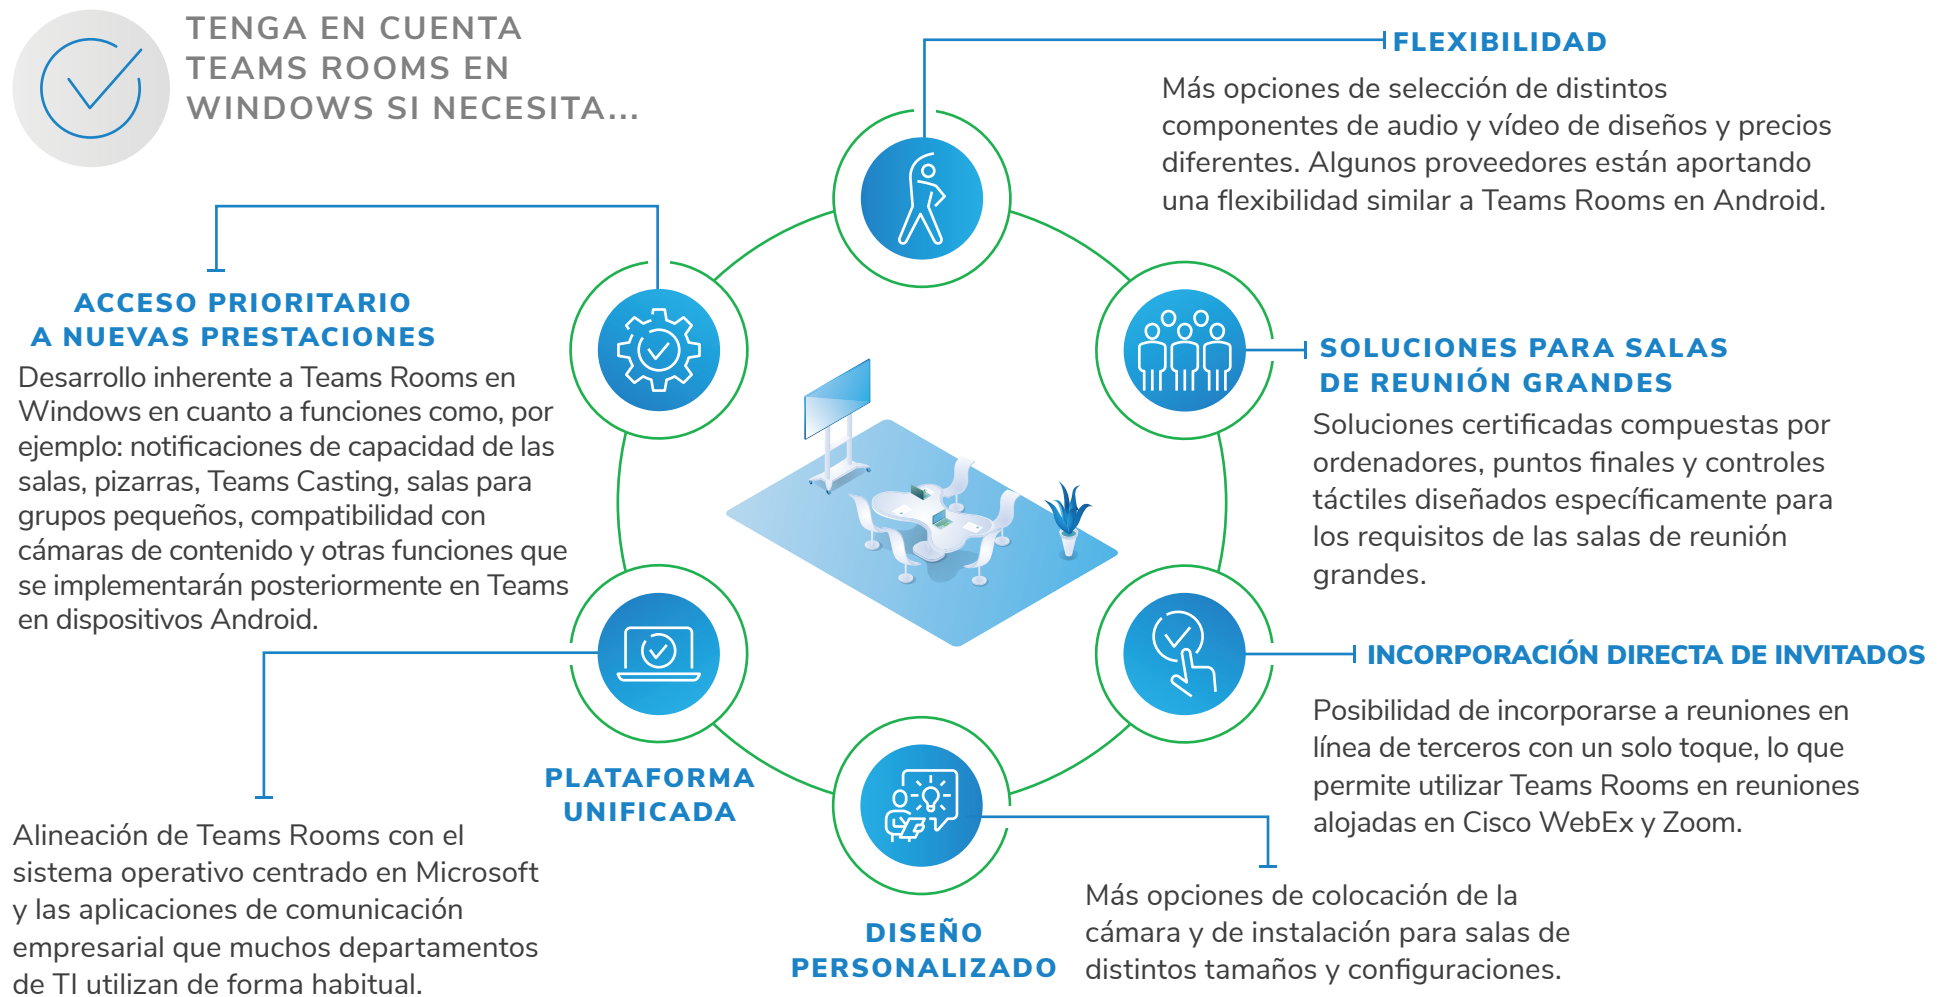 TENGA EN CUENTA
TEAMS ROOMS EN
WINDOWS SI NECESITA...
FLEXIBILIDAD
Más opciones de selección de distintos
componentes de audio y vídeo de diseños y precios
diferentes. Algunos proveedores están aportando
una flexibilidad similar a Teams Rooms en Android.
ACCESO PRIORITARIO
A NUEVAS PRESTACIONES
Desarrollo inherente a Teams Rooms en
Windows en cuanto a funciones como, por
ejemplo: notificaciones de capacidad de las
salas, pizarras, Teams Casting, salas para
grupos pequeños, compatibilidad con
cámaras de contenido y otras funciones que
se implementarán posteriormente en Teams
en dispositivos Android.
SOLUCIONES PARA SALAS
DE REUNIÓN GRANDES
Soluciones certificadas compuestas por
ordenadores, puntos finales y controles
táctiles diseñados específicamente para
los requisitos de las salas de reunión
grandes.
INCORPORACIÓN DIRECTA DE INVITADOS
Posibilidad de incorporarse a reuniones en
línea de terceros con un solo toque, lo que
permite utilizar Teams Rooms en reuniones
alojadas en Cisco WebEx y Zoom.
PLATAFORMA
UNIFICADA
Alineación de Teams Rooms con el
sistema operativo centrado en Microsoft
y las aplicaciones de comunicación
empresarial que muchos departamentos
de TI utilizan de forma habitual.
DISEÑO
PERSONALIZADO
Más opciones de colocación de la
cámara y de instalación para salas de
distintos tamaños y configuraciones.